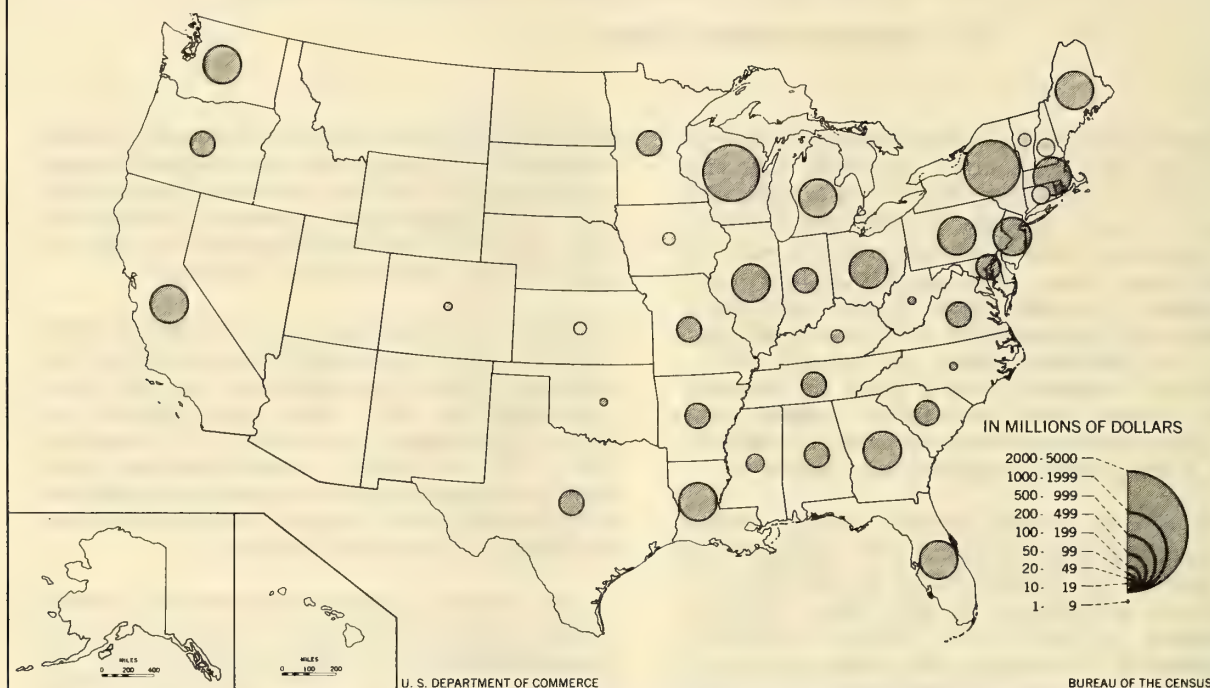 IN MILLIONS OF DOLLARS
2000 - 5000
1000 - 1999
500 - 999
200 - 499
100 - 199
50 - 99
20 - 49
10 - 19
1 - 9
MILES
0 200 400
MILES
0 100 200
U. S. DEPARTMENT OF COMMERCE
BUREAU OF THE CENSUS